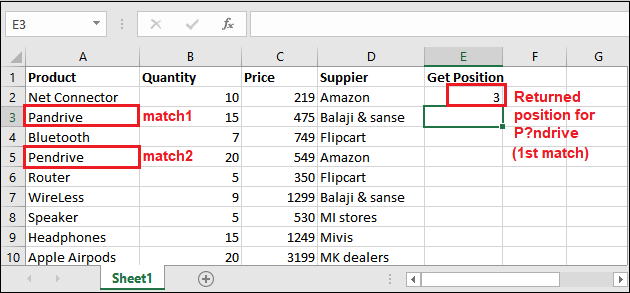 E3 fx
A B C D E F G
1 Product Quantity Price Suppier Get Position
2 Net Connector 10 219 Amazon 3 Returned
3 Pandrive match1 15 475 Balaji & sanse position for
4 Bluetooth 7 749 Flipcart P?ndrive
5 Pendrive match2 20 549 Amazon (1st match)
6 Router 5 350 Flipcart
7 WireLess 9 1299 Balaji & sanse
8 Speaker 5 530 MI stores
9 Headphones 15 1249 Mivis
10 Apple Airpods 20 3199 MK dealers
Sheet1